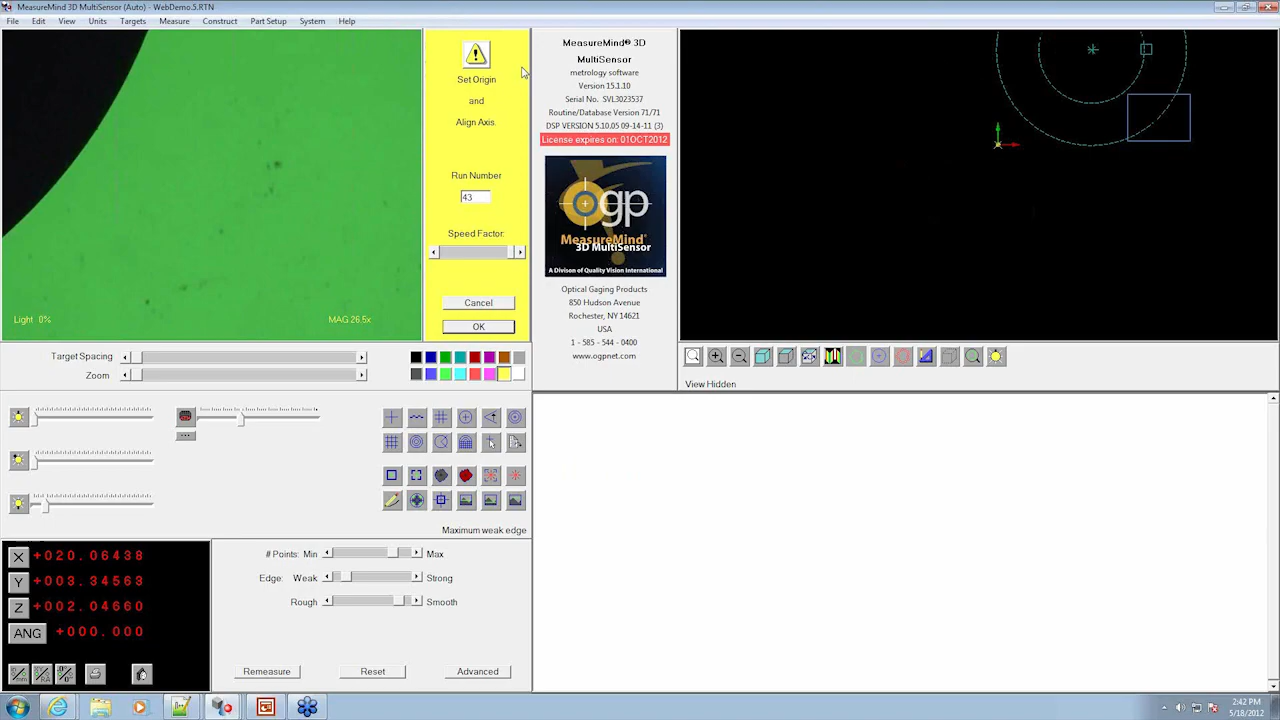 MeasureMind 3D MultiSensor (Auto) - WebDemo.5.RTN
File Edit View Units Targets Measure Construct Part Setup System Help
Light 0%
MAG 26.5x
Set Origin
and
Align Axis.
Run Number
43
Speed Factor:
Cancel
OK
MeasureMind® 3D
MultiSensor
metrology software
Version 15.1.10
Serial No. SVL3023537
Routine/Database Version 71/71
DSP VERSION 5.10.05 09-14-11 (3)
License expires on: 01OCT2012
ogp
MeasureMind
3D MultiSensor
A Divison of Quality Vision International
Optical Gaging Products
850 Hudson Avenue
Rochester, NY 14621
USA
1 - 585 - 544 - 0400
www.ogpnet.com
View Hidden
Target Spacing
Zoom
Maximum weak edge
X +020.06438
Y +003.34563
Z +002.04660
ANG +000.000
# Points: Min Max
Edge: Weak Strong
Rough Smooth
Remeasure Reset Advanced
2:42 PM
5/18/2012